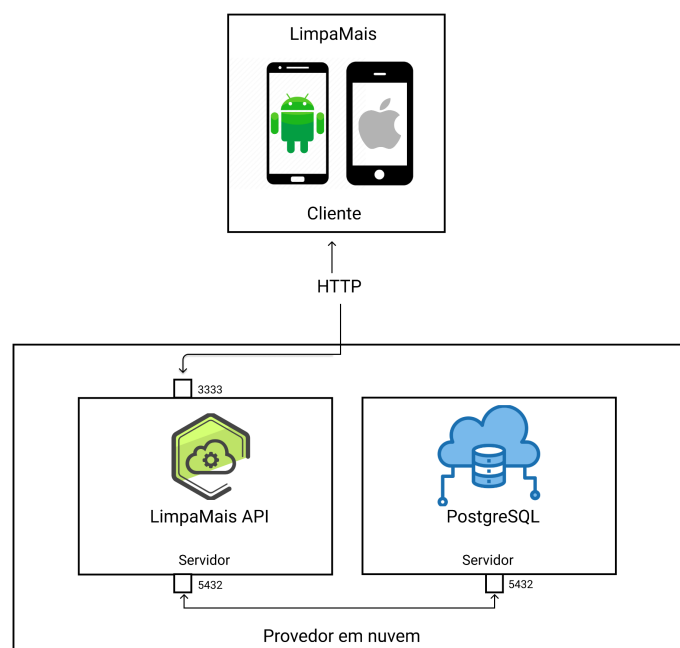 LimpaMais
Cliente
HTTP
3333
LimpaMais API
PostgreSQL
Servidor
Servidor
5432
5432
Provedor em nuvem